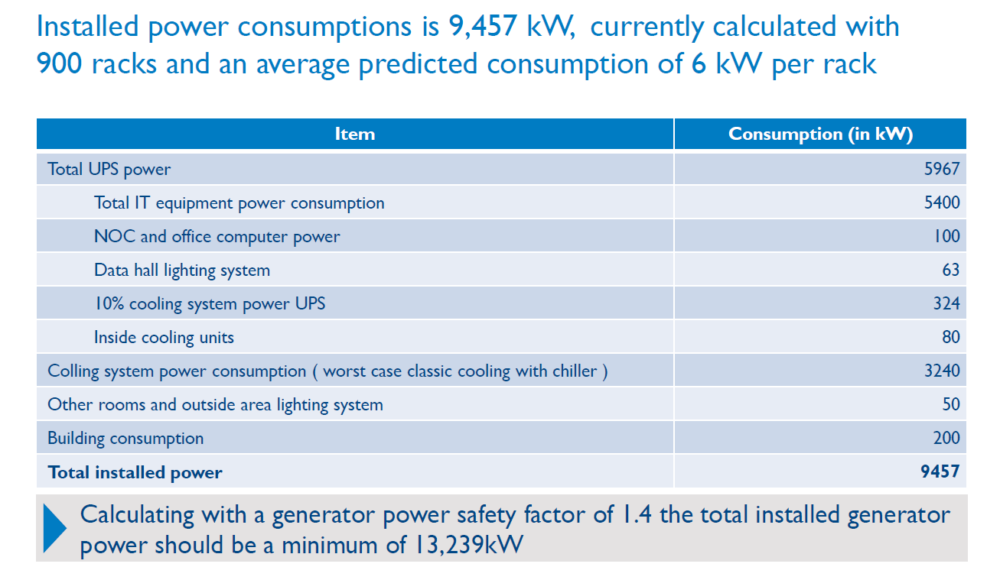 Installed power consumptions is 9,457 kW, currently calculated with
900 racks and an average predicted consumption of 6 kW per rack
Item Consumption (in kW)
Total UPS power 5967
Total IT equipment power consumption 5400
NOC and office computer power 100
Data hall lighting system 63
10% cooling system power UPS 324
Inside cooling units 80
Colling system power consumption ( worst case classic cooling with chiller ) 3240
Other rooms and outside area lighting system 50
Building consumption 200
Total installed power 9457
Calculating with a generator power safety factor of 1.4 the total installed generator
power should be a minimum of 13,239kW